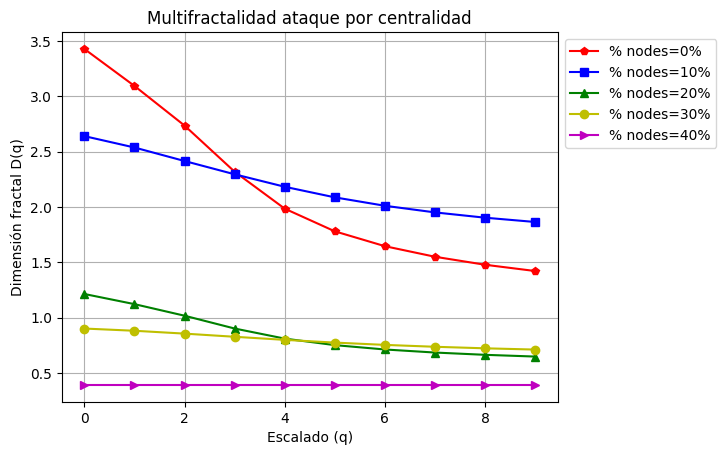 Multifractalidad ataque por centralidad
3.5
3.0
2.5
2.0
1.5
1.0
0.5
Dimensión fractal D(q)
0
2
4
6
8
Escalado (q)
% nodes=0%
% nodes=10%
% nodes=20%
% nodes=30%
% nodes=40%